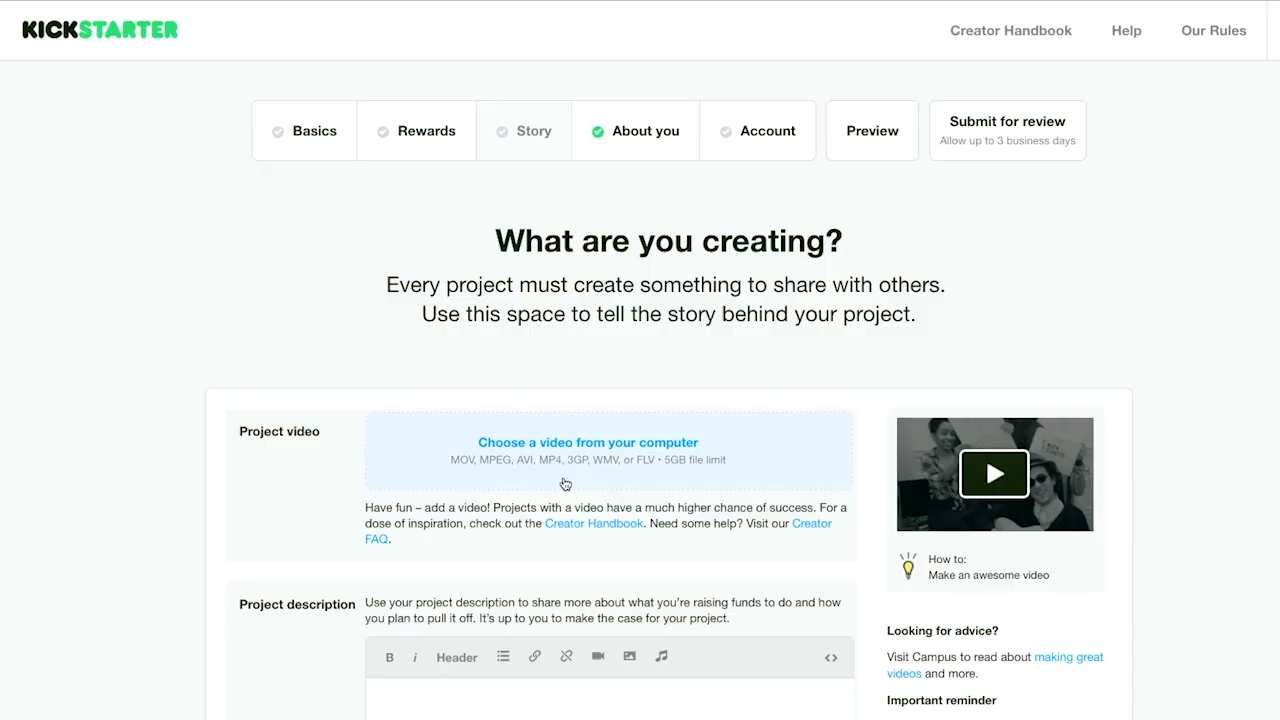 KICKSTARTER
Creator Handbook
Help
Our Rules
Basics
Rewards
Story
About you
Account
Preview
Submit for review
Allow up to 3 business days
What are you creating?
Every project must create something to share with others.
Use this space to tell the story behind your project.
Project video
Choose a video from your computer
MOV, MPEG, AVI, MP4, 3GP, WMV, or FLV • 5GB file limit
Have fun – add a video! Projects with a video have a much higher chance of success. For a
dose of inspiration, check out the Creator Handbook. Need some help? Visit our Creator
FAQ.
How to:
Make an awesome video
Project description
Use your project description to share more about what you're raising funds to do and how
you plan to pull it off. It's up to you to make the case for your project.
B
i
Header
Looking for advice?
Visit Campus to read about making great
videos and more.
Important reminder